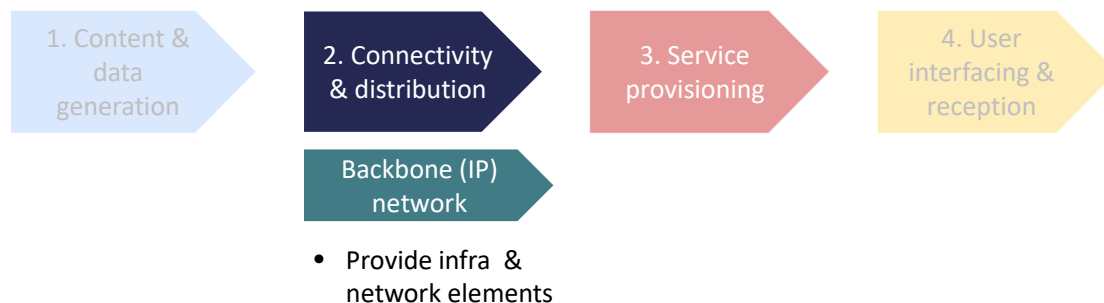 1. Content &
data
generation
2. Connectivity
& distribution
3. Service
provisioning
4. User
interfacing &
reception
Backbone (IP)
network
• Provide infra &
network elements